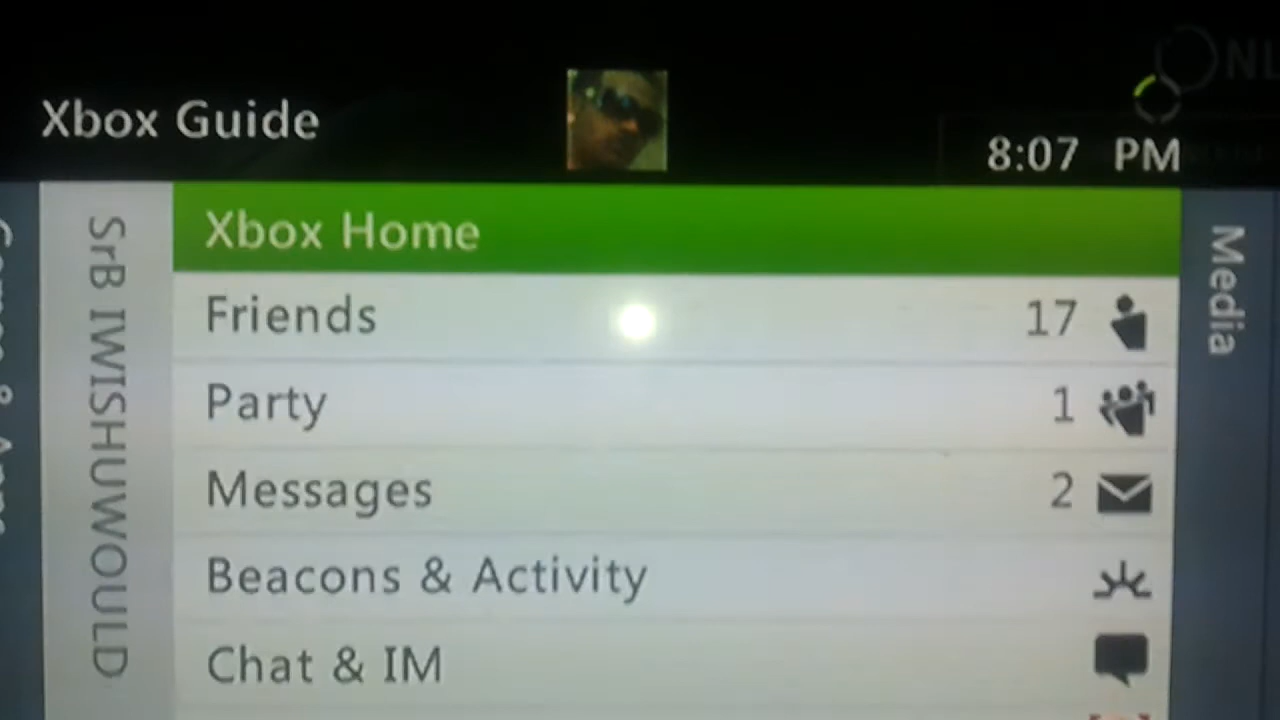 Xbox Guide
8:07 PM
SrB IWISHUWOULD
Xbox Home
Friends 17
Party 1
Messages 2
Beacons & Activity
Chat & IM
Media